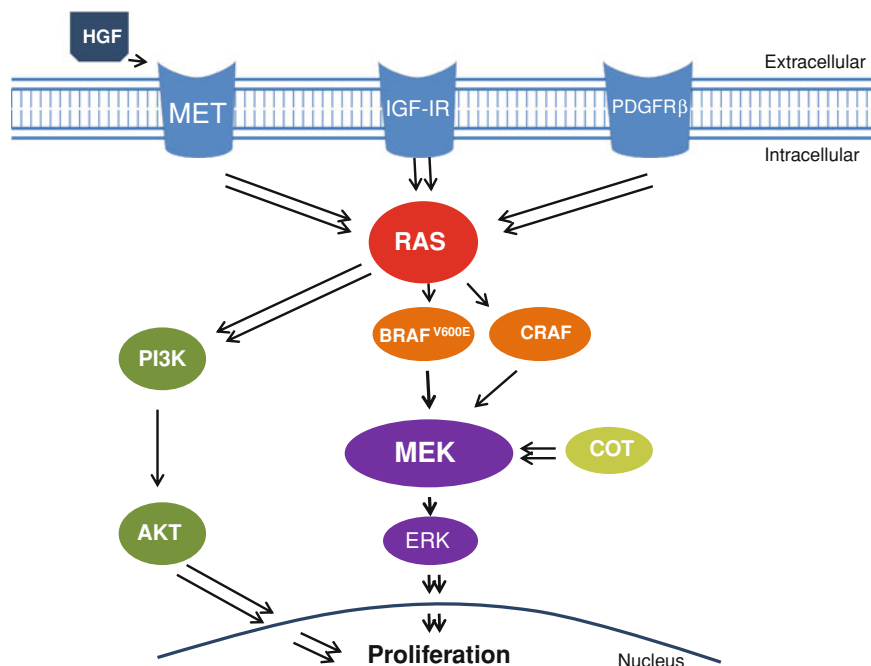 HGF
Extracellular
MET
IGF-IR
PDGFRβ
Intracellular
RAS
BRAF V600E
CRAF
PI3K
MEK
COT
AKT
ERK
Proliferation
Nucleus